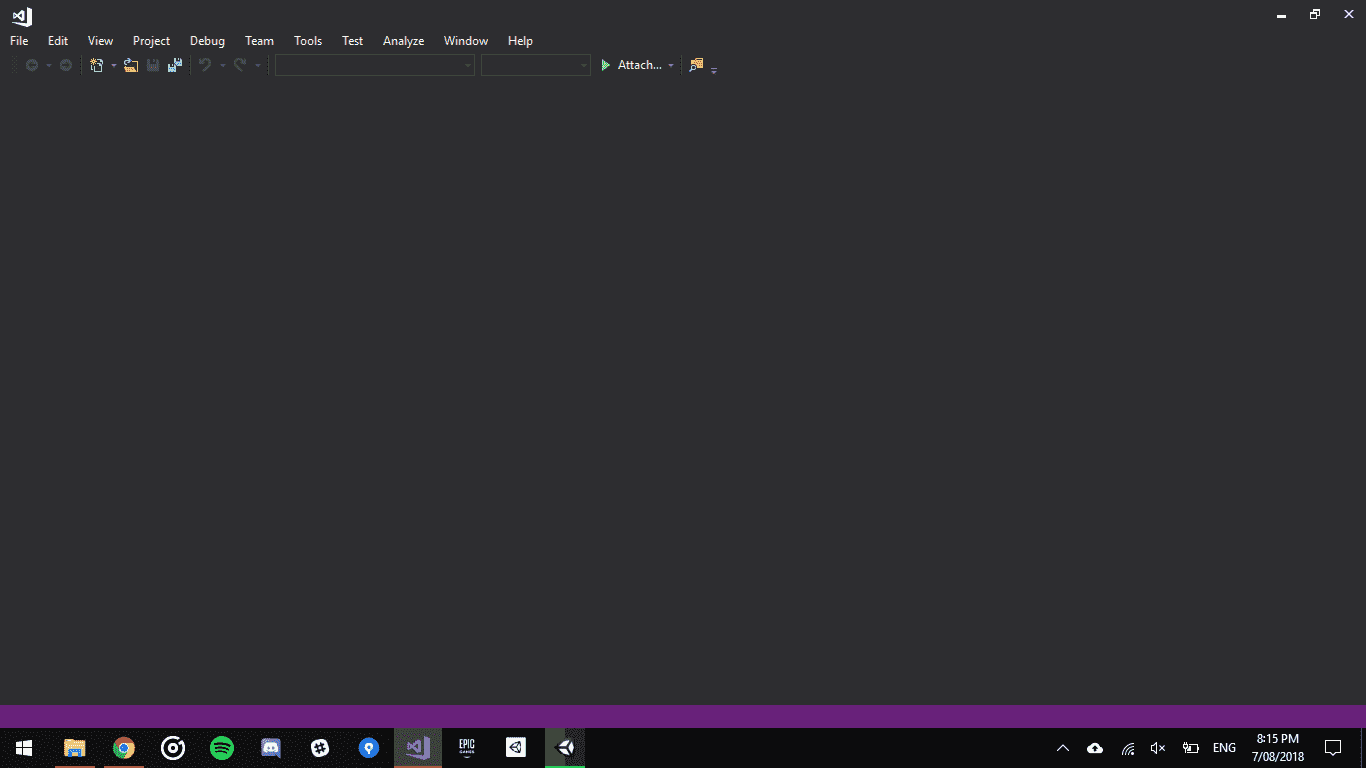 File Edit View Project Debug Team Tools Test Analyze Window Help
Attach...
EPIC
GAMES
ENG
8:15 PM
7/08/2018